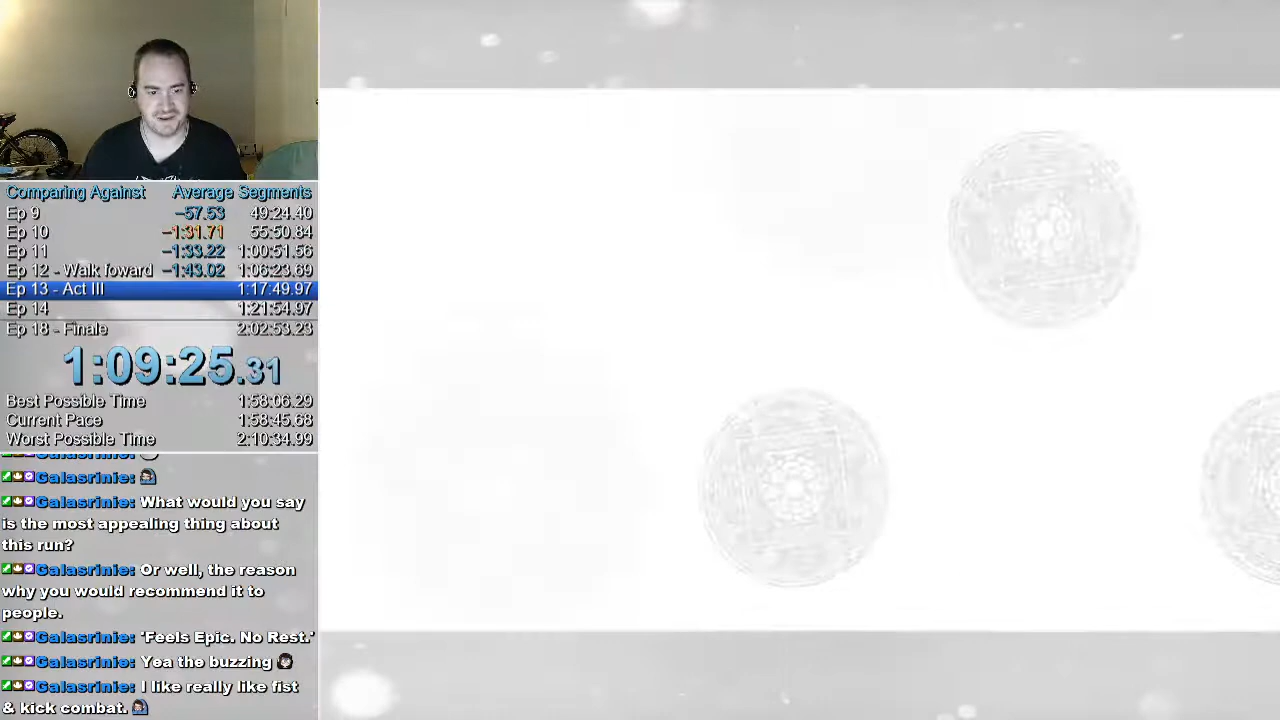 Comparing Against Average Segments
Ep 9 -57.53 49:24.40
Ep 10 -1:31.71 55:50.84
Ep 11 -1:33.22 1:00:51.56
Ep 12 - Walk foward -1:43.02 1:06:23.69
Ep 13 - Act III 1:17:49.97
Ep 14 1:21:54.97
Ep 18 - Finale 2:02:53.23
1:09:25.31
Best Possible Time 1:58:06.29
Current Pace 1:58:45.68
Worst Possible Time 2:10:34.99
Galasrinie:
Galasrinie:
Galasrinie: What would you say
is the most appealing thing about
this run?
Galasrinie: Or well, the reason
why you would recommend it to
people.
Galasrinie: 'Feels Epic. No Rest.'
Galasrinie: Yea the buzzing
Galasrinie: I like really like fist
& kick combat.